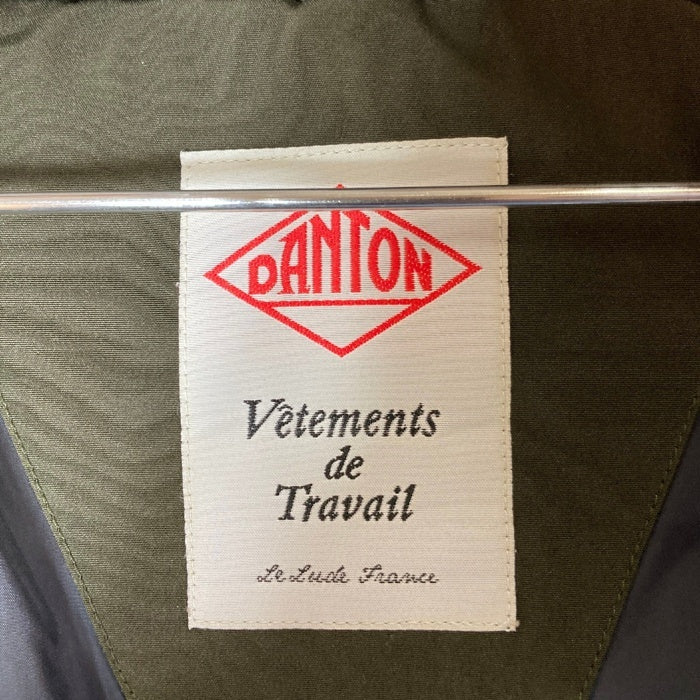 DANTON
Vêtements
de
Travail
Le Lude France